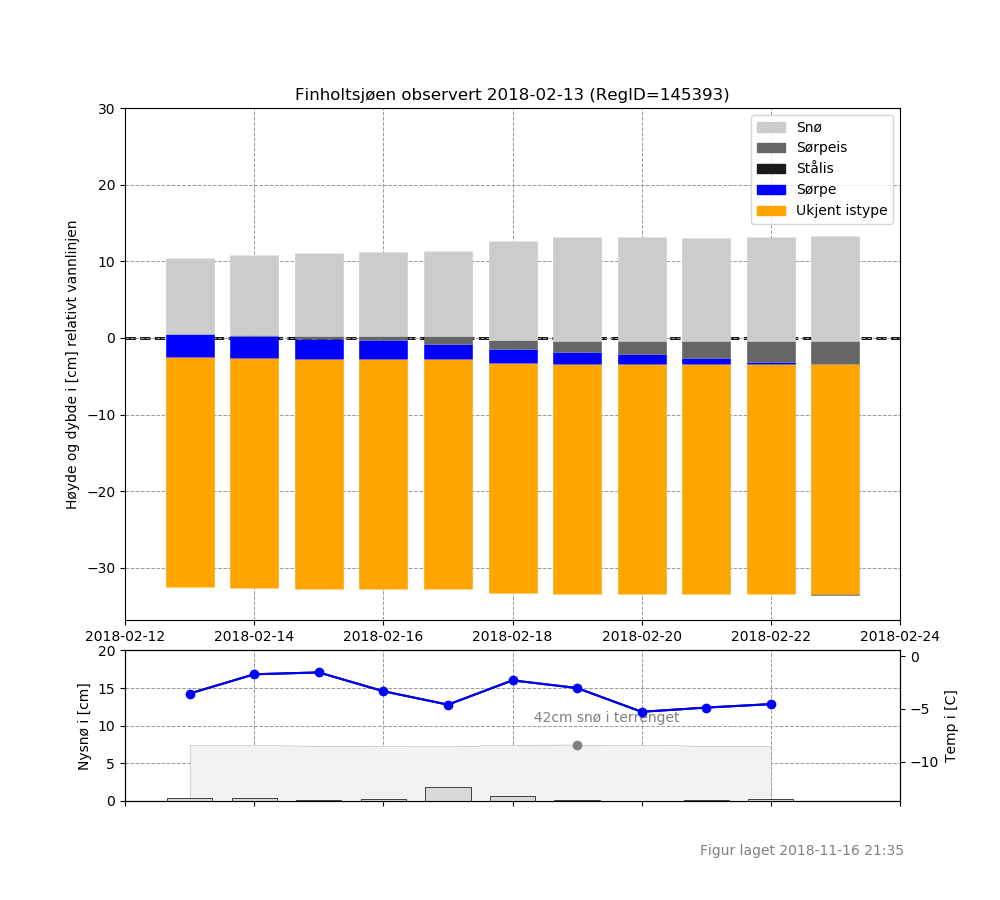 Finholtsjøen observert 2018-02-13 (RegID=145393)
Høyde og dybde i [cm] relativt vannlinjen
30
20
10
0
−10
−20
−30
Snø
Sørpeis
Stålis
Sørpe
Ukjent istype
2018-02-12
2018-02-14
2018-02-16
2018-02-18
2018-02-20
2018-02-22
2018-02-24
Nysnø i [cm]
20
15
10
5
0
42cm snø i terrenget
0
−5
−10
Temp i [C]
Figur laget 2018-11-16 21:35